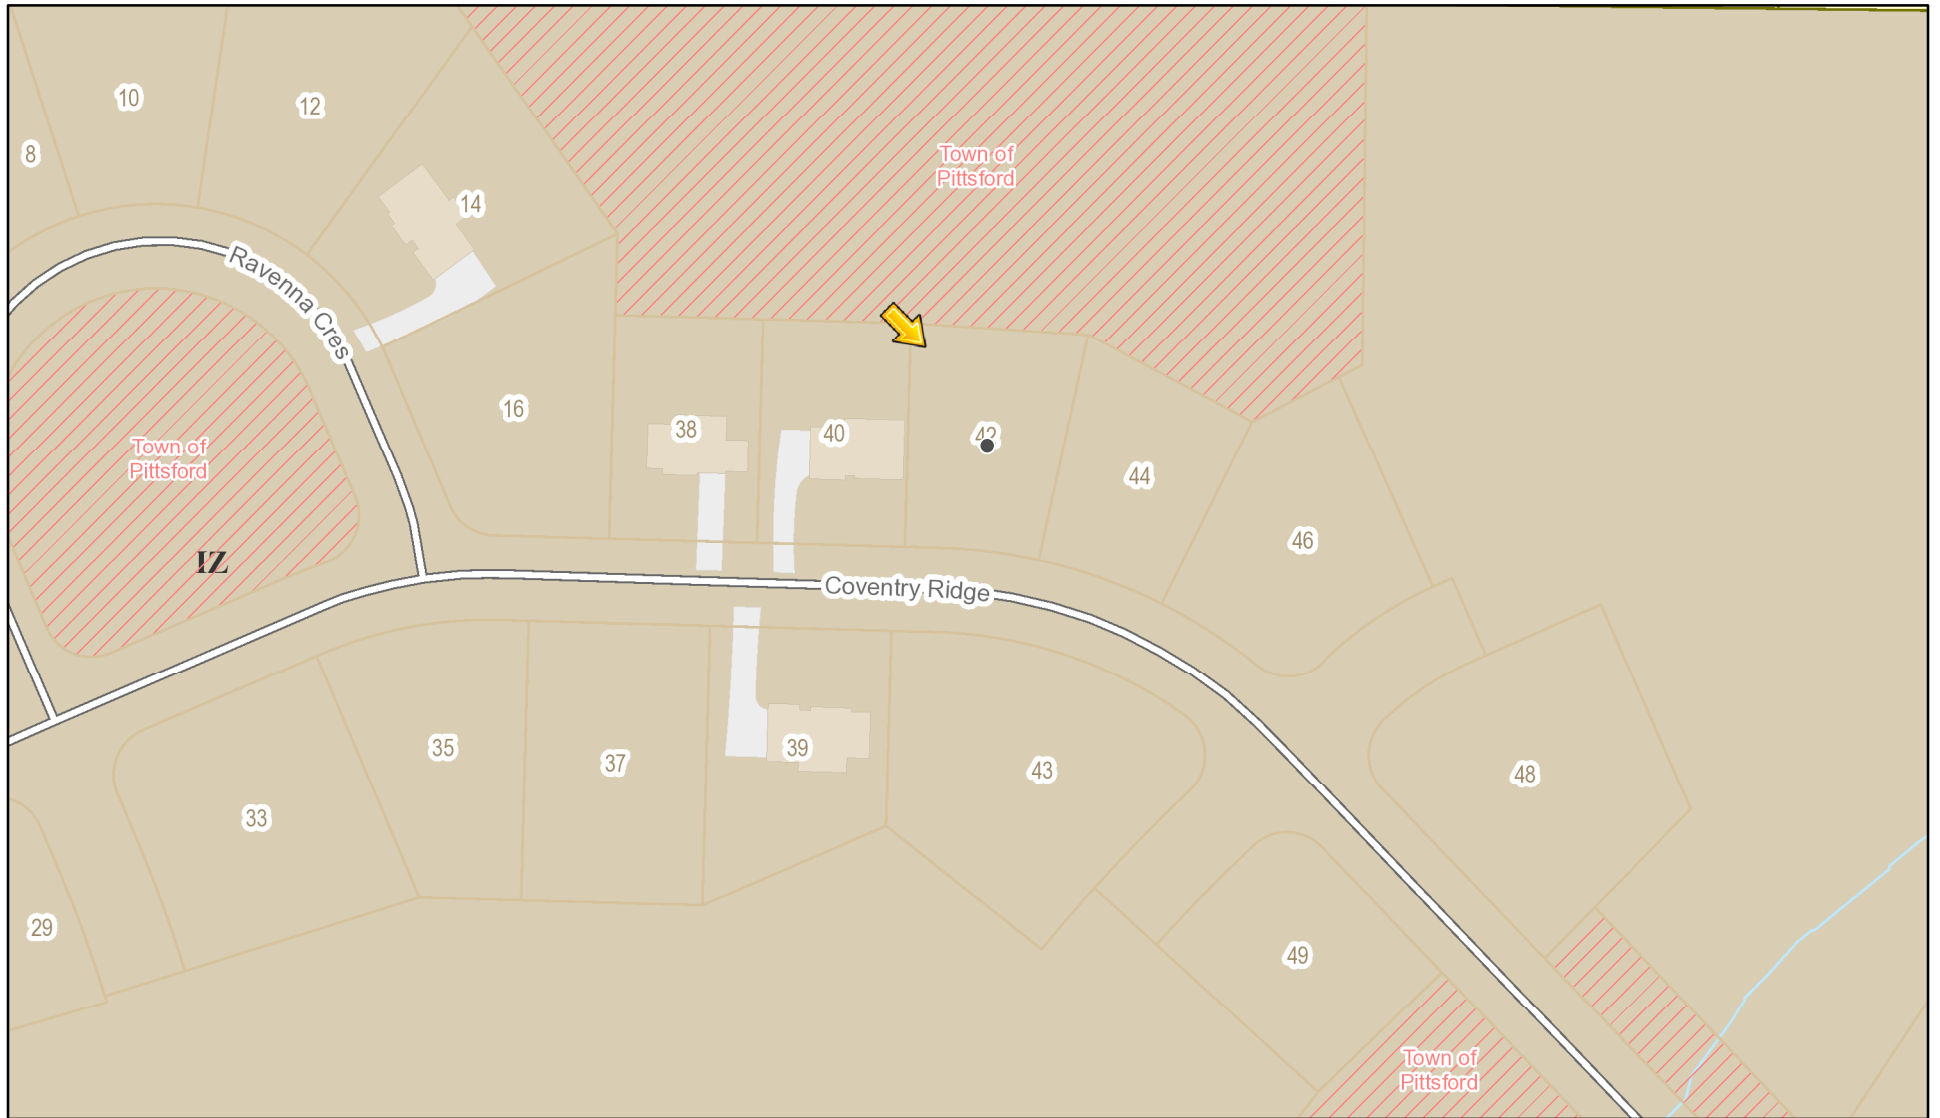 10
12
8
Town of
Pittsford
14
Ravenna Cres
16
38
40
42
44
Town of
Pittsford
46
IZ
Coventry Ridge
35
37
39
43
48
33
29
49
Town of
Pittsford